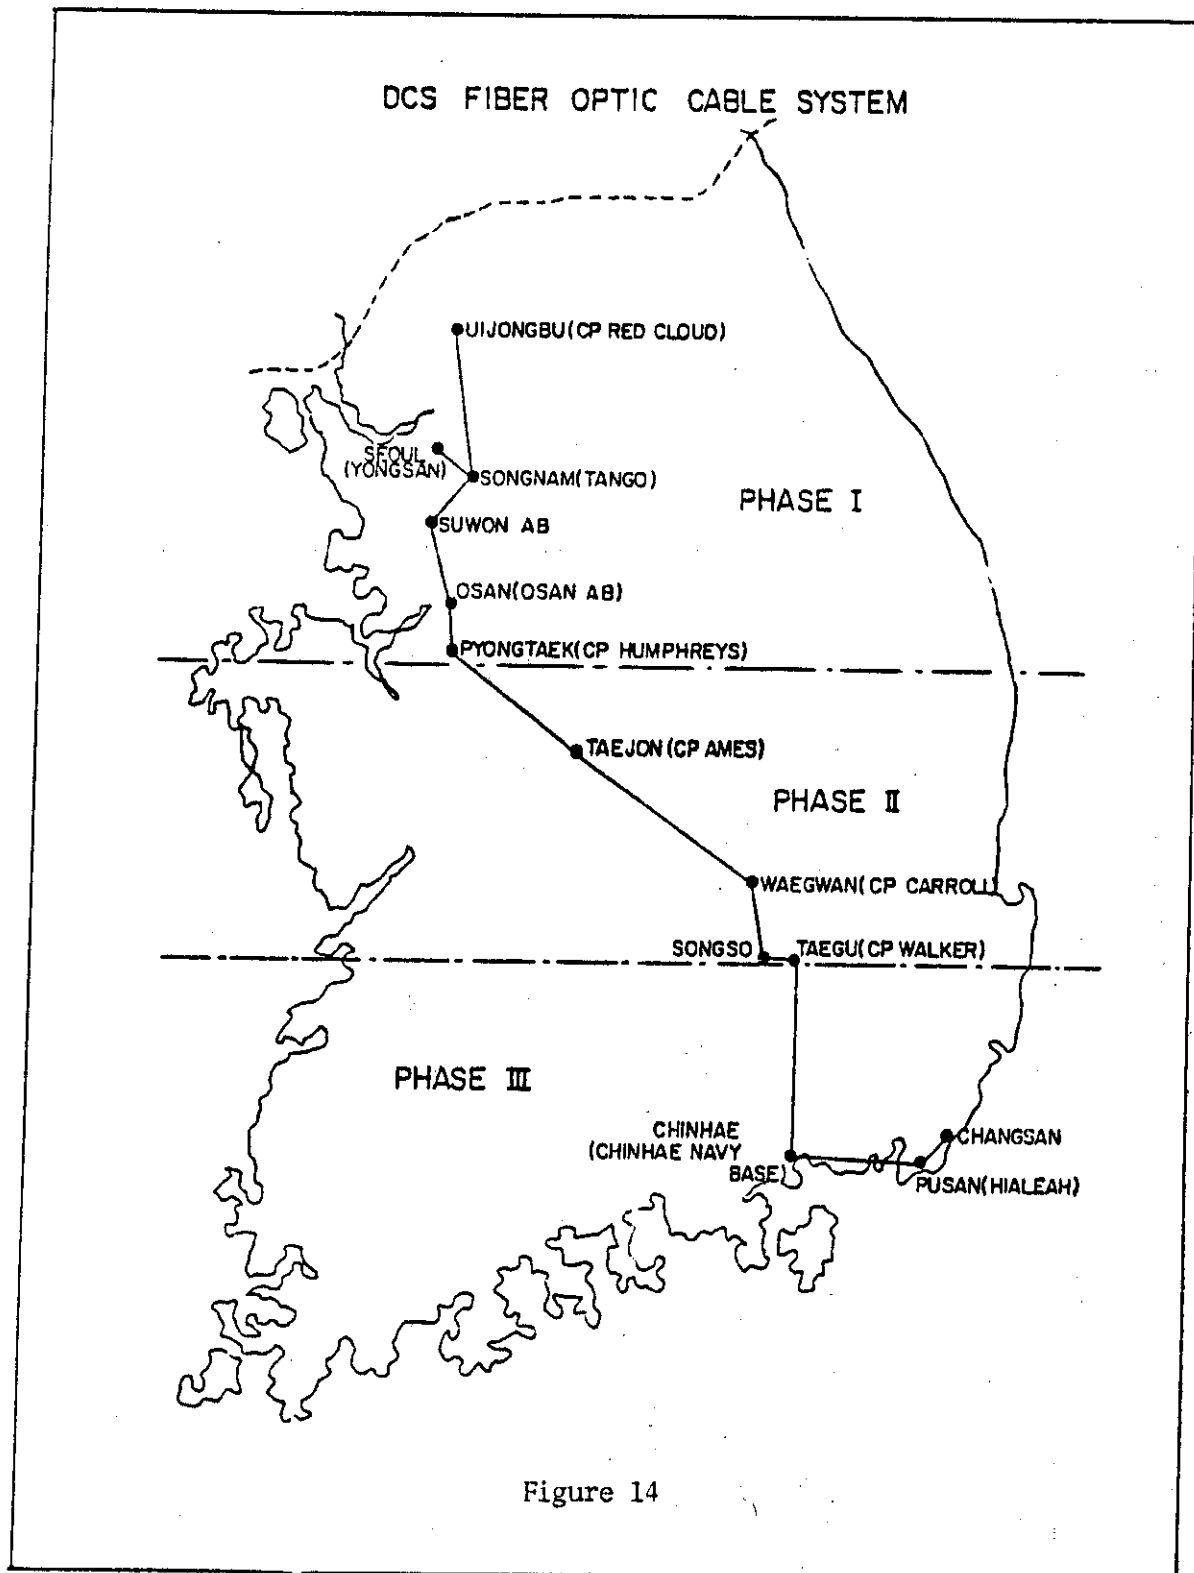 DCS FIBER OPTIC CABLE SYSTEM
UIJONGBU(CP RED CLOUD)
SEOUL
(YONGSAN)
SONGNAM(TANGO)
PHASE I
SUWON AB
OSAN(OSAN AB)
PYONGTAEK(CP HUMPHREYS)
TAEJON(CP AMES)
PHASE II
WAEGWAN(CP CARROLL)
SONGSO
TAEGU(CP WALKER)
PHASE III
CHINHAE
(CHINHAE NAVY
BASE)
CHANGSAN
PUSAN(HIALEAH)
Figure 14